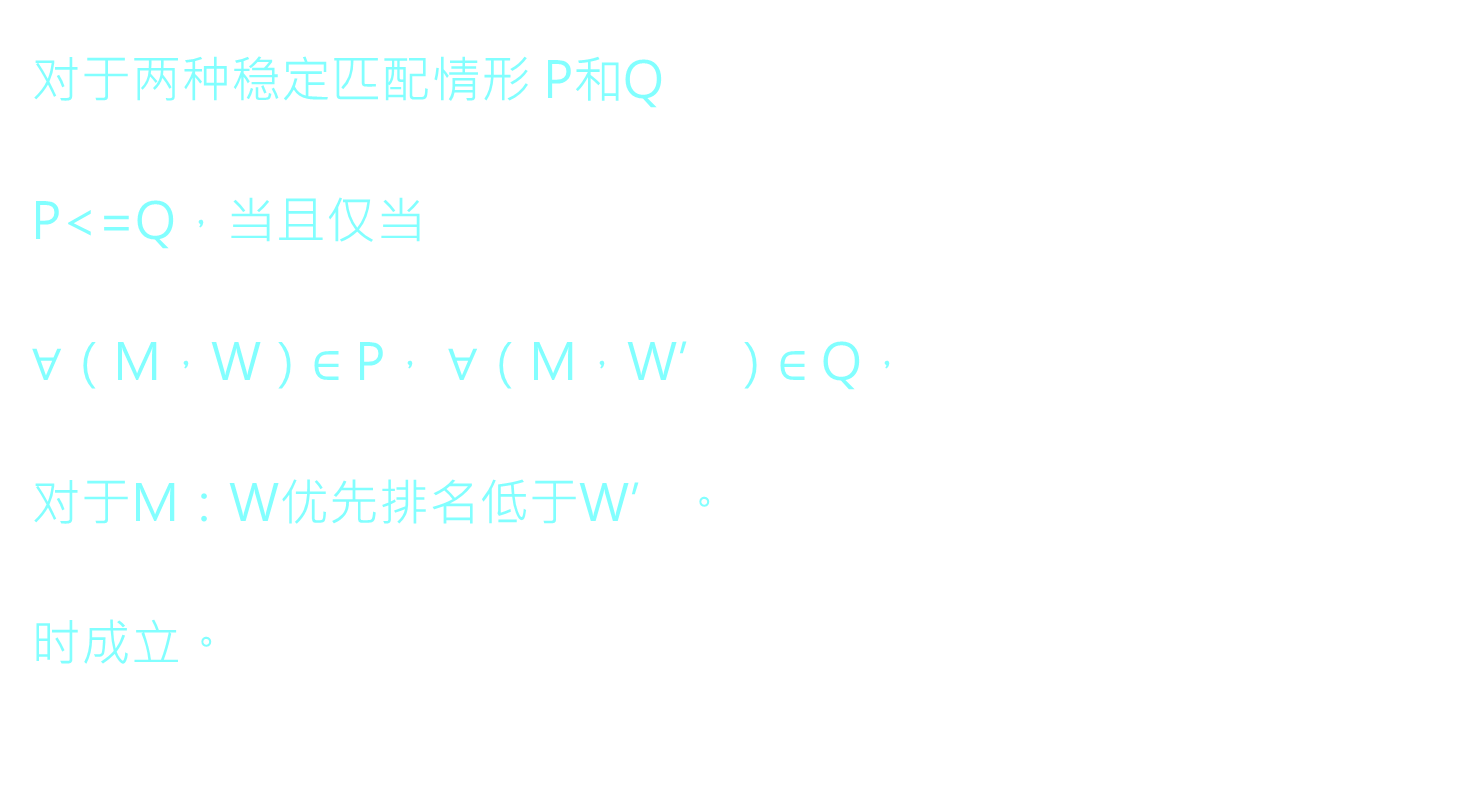 对于两种稳定匹配情形 P和Q
P<=Q，当且仅当
∀（M，W）∈P， ∀（M，W′ ）∈Q，
对于M：W优先排名低于W′ 。
时成立。